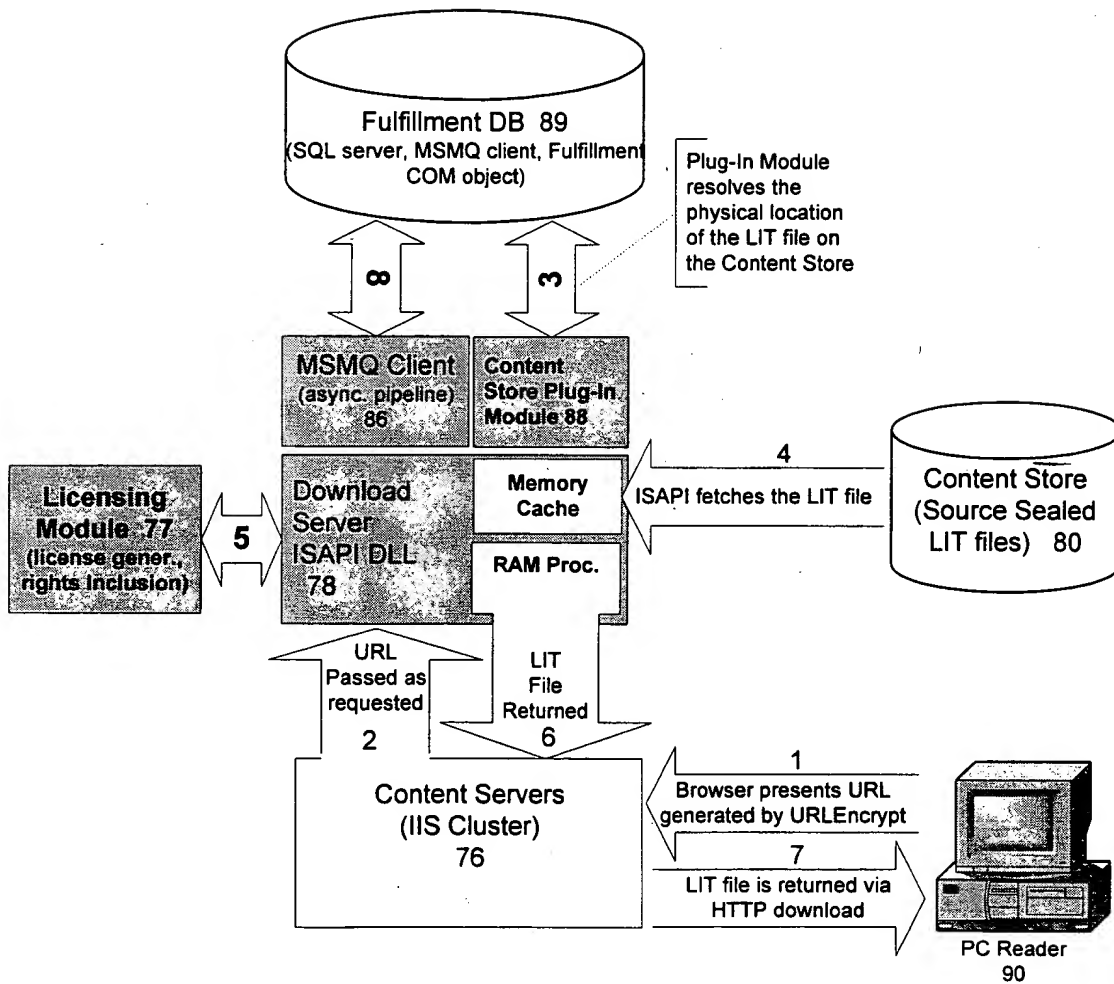 Fulfillment DB 89
(SQL server, MSMQ client, Fulfillment
COM object)
Plug-In Module
resolves the
physical location
of the LIT file on
the Content Store
8
3
MSMQ Client
(async. pipeline)
86
Content
Store Plug-In
Module 88
Licensing
Module 77
(license gener.,
rights inclusion)
5
Download
Server
ISAPI DLL
78
Memory
Cache
RAM Proc.
4
ISAPI fetches the LIT file
Content Store
(Source Sealed
LIT files) 80
URL
Passed as
requested
2
LIT
File
Returned
6
Content Servers
(IIS Cluster)
76
1
Browser presents URL
generated by URLEncrypt
7
LIT file is returned via
HTTP download
PC Reader
90